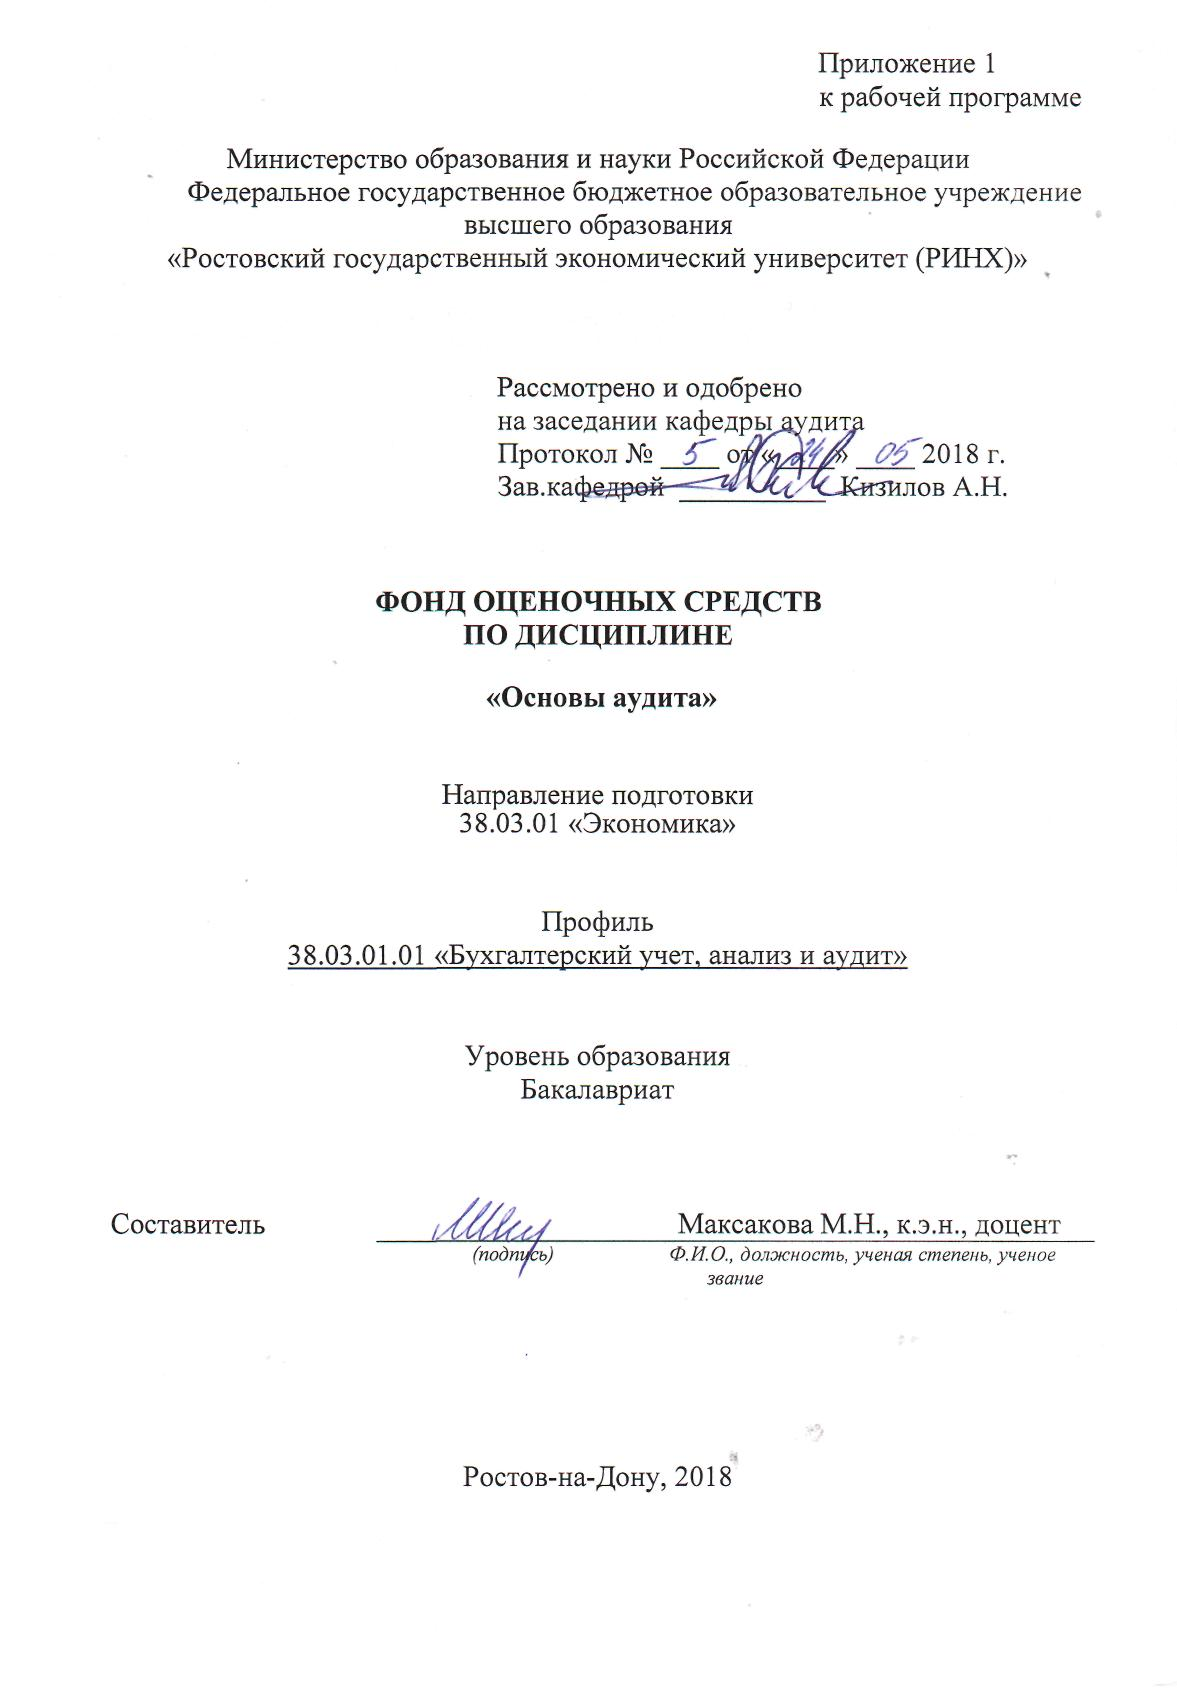 Приложение 1
к рабочей программе
Министерство образования и науки Российской Федерации
Федеральное государственное бюджетное образовательное учреждение
высшего образования
«Ростовский государственный экономический университет (РИНХ)»
Рассмотрено и одобрено
на заседании кафедры аудита
Протокол № 5 от «24» 05 2018 г.
Зав.кафедрой ___________ Кизилов А.Н.
ФОНД ОЦЕНОЧНЫХ СРЕДСТВ
ПО ДИСЦИПЛИНЕ
«Основы аудита»
Направление подготовки
38.03.01 «Экономика»
Профиль
38.03.01.01 «Бухгалтерский учет, анализ и аудит»
Уровень образования
Бакалавриат
Составитель Максакова М.Н., к.э.н., доцент
(подпись) Ф.И.О., должность, ученая степень, ученое
звание
Ростов-на-Дону, 2018